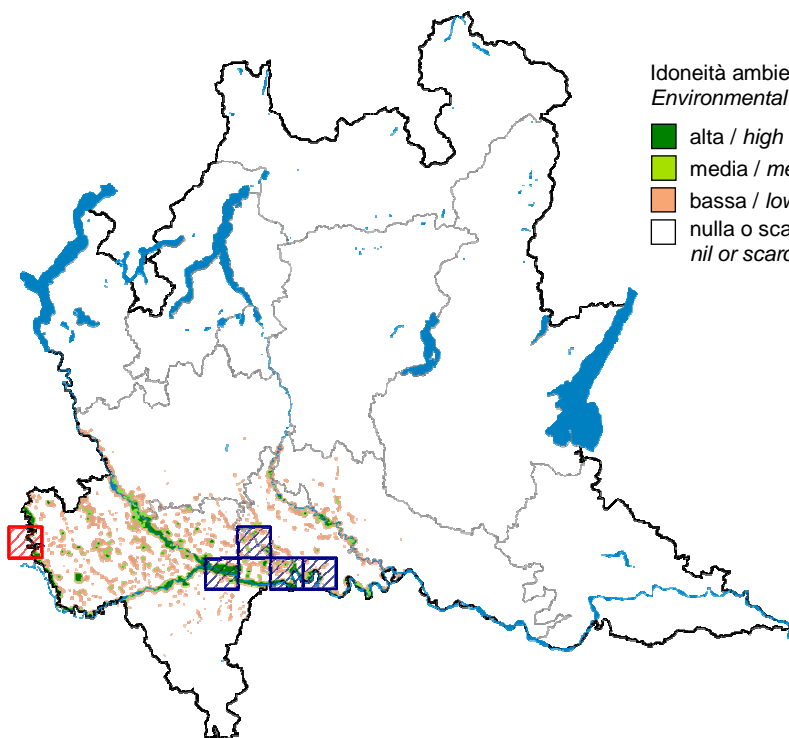 Idoneità ambie
Environmental
alta / high
media / me
bassa / low
nulla o sca
nil or scarc